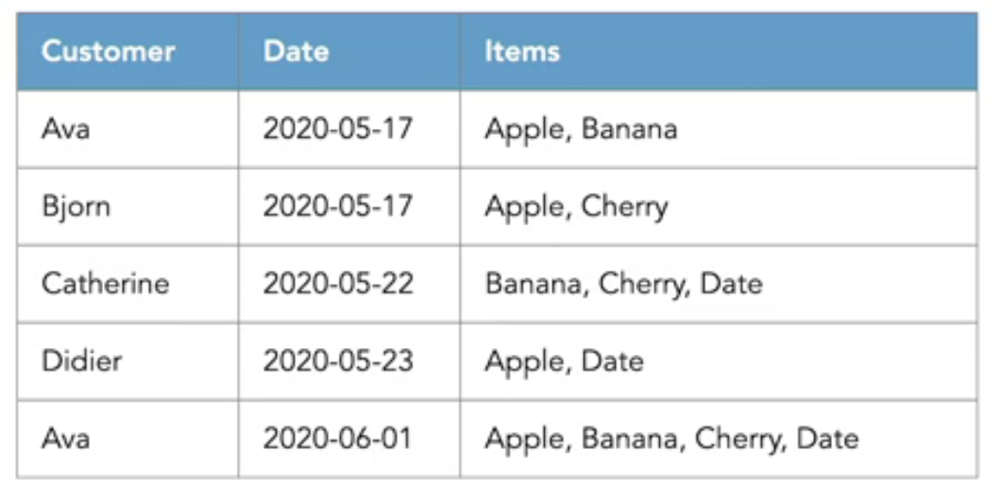 Customer Date Items
Ava 2020-05-17 Apple, Banana
Bjorn 2020-05-17 Apple, Cherry
Catherine 2020-05-22 Banana, Cherry, Date
Didier 2020-05-23 Apple, Date
Ava 2020-06-01 Apple, Banana, Cherry, Date